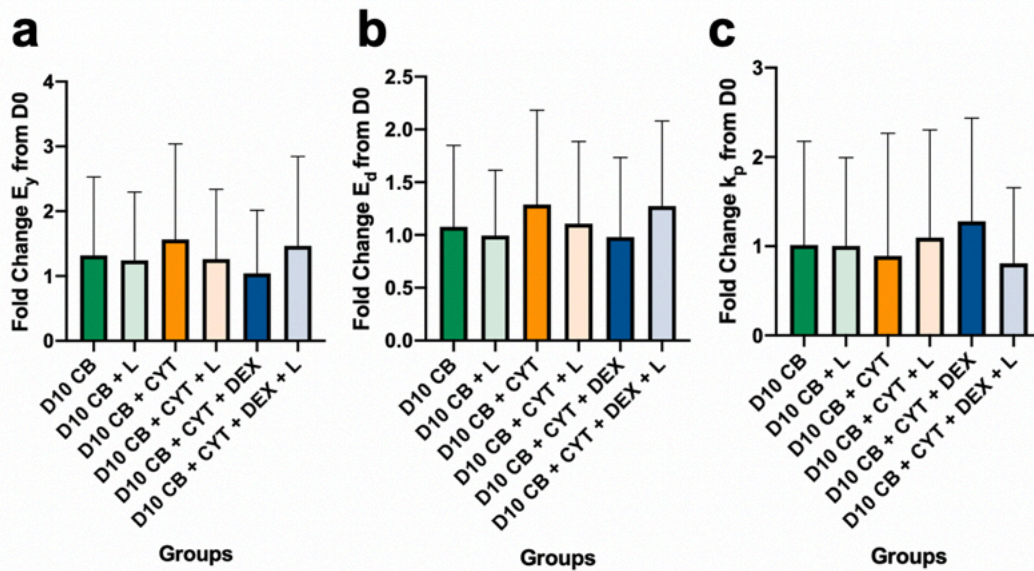 a
Fold Change E_y from D0
4
3
2
1
0
D10 CB
D10 CB + L
D10 CB + CYT
D10 CB + CYT + L
D10 CB + CYT + DEX
D10 CB + CYT + DEX + L
Groups
b
Fold Change E_d from D0
2.5
2.0
1.5
1.0
0.5
0.0
D10 CB
D10 CB + L
D10 CB + CYT
D10 CB + CYT + L
D10 CB + CYT + DEX
D10 CB + CYT + DEX + L
Groups
c
Fold Change k_p from D0
3
2
1
0
D10 CB
D10 CB + L
D10 CB + CYT
D10 CB + CYT + L
D10 CB + CYT + DEX
D10 CB + CYT + DEX + L
Groups